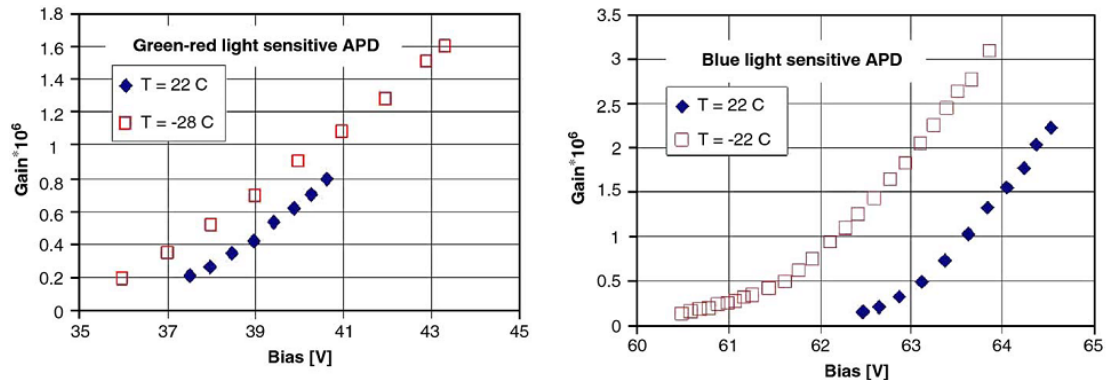 1.8
1.6
1.4
1.2
1
0.8
0.6
0.4
0.2
0
Gain*10^6
Green-red light sensitive APD
T = 22 C
T = -28 C
35 37 39 41 43 45
Bias [V]
3.5
3
2.5
2
1.5
1
0.5
0
Gain*10^6
Blue light sensitive APD
T = 22 C
T = -22 C
60 61 62 63 64 65
Bias [V]